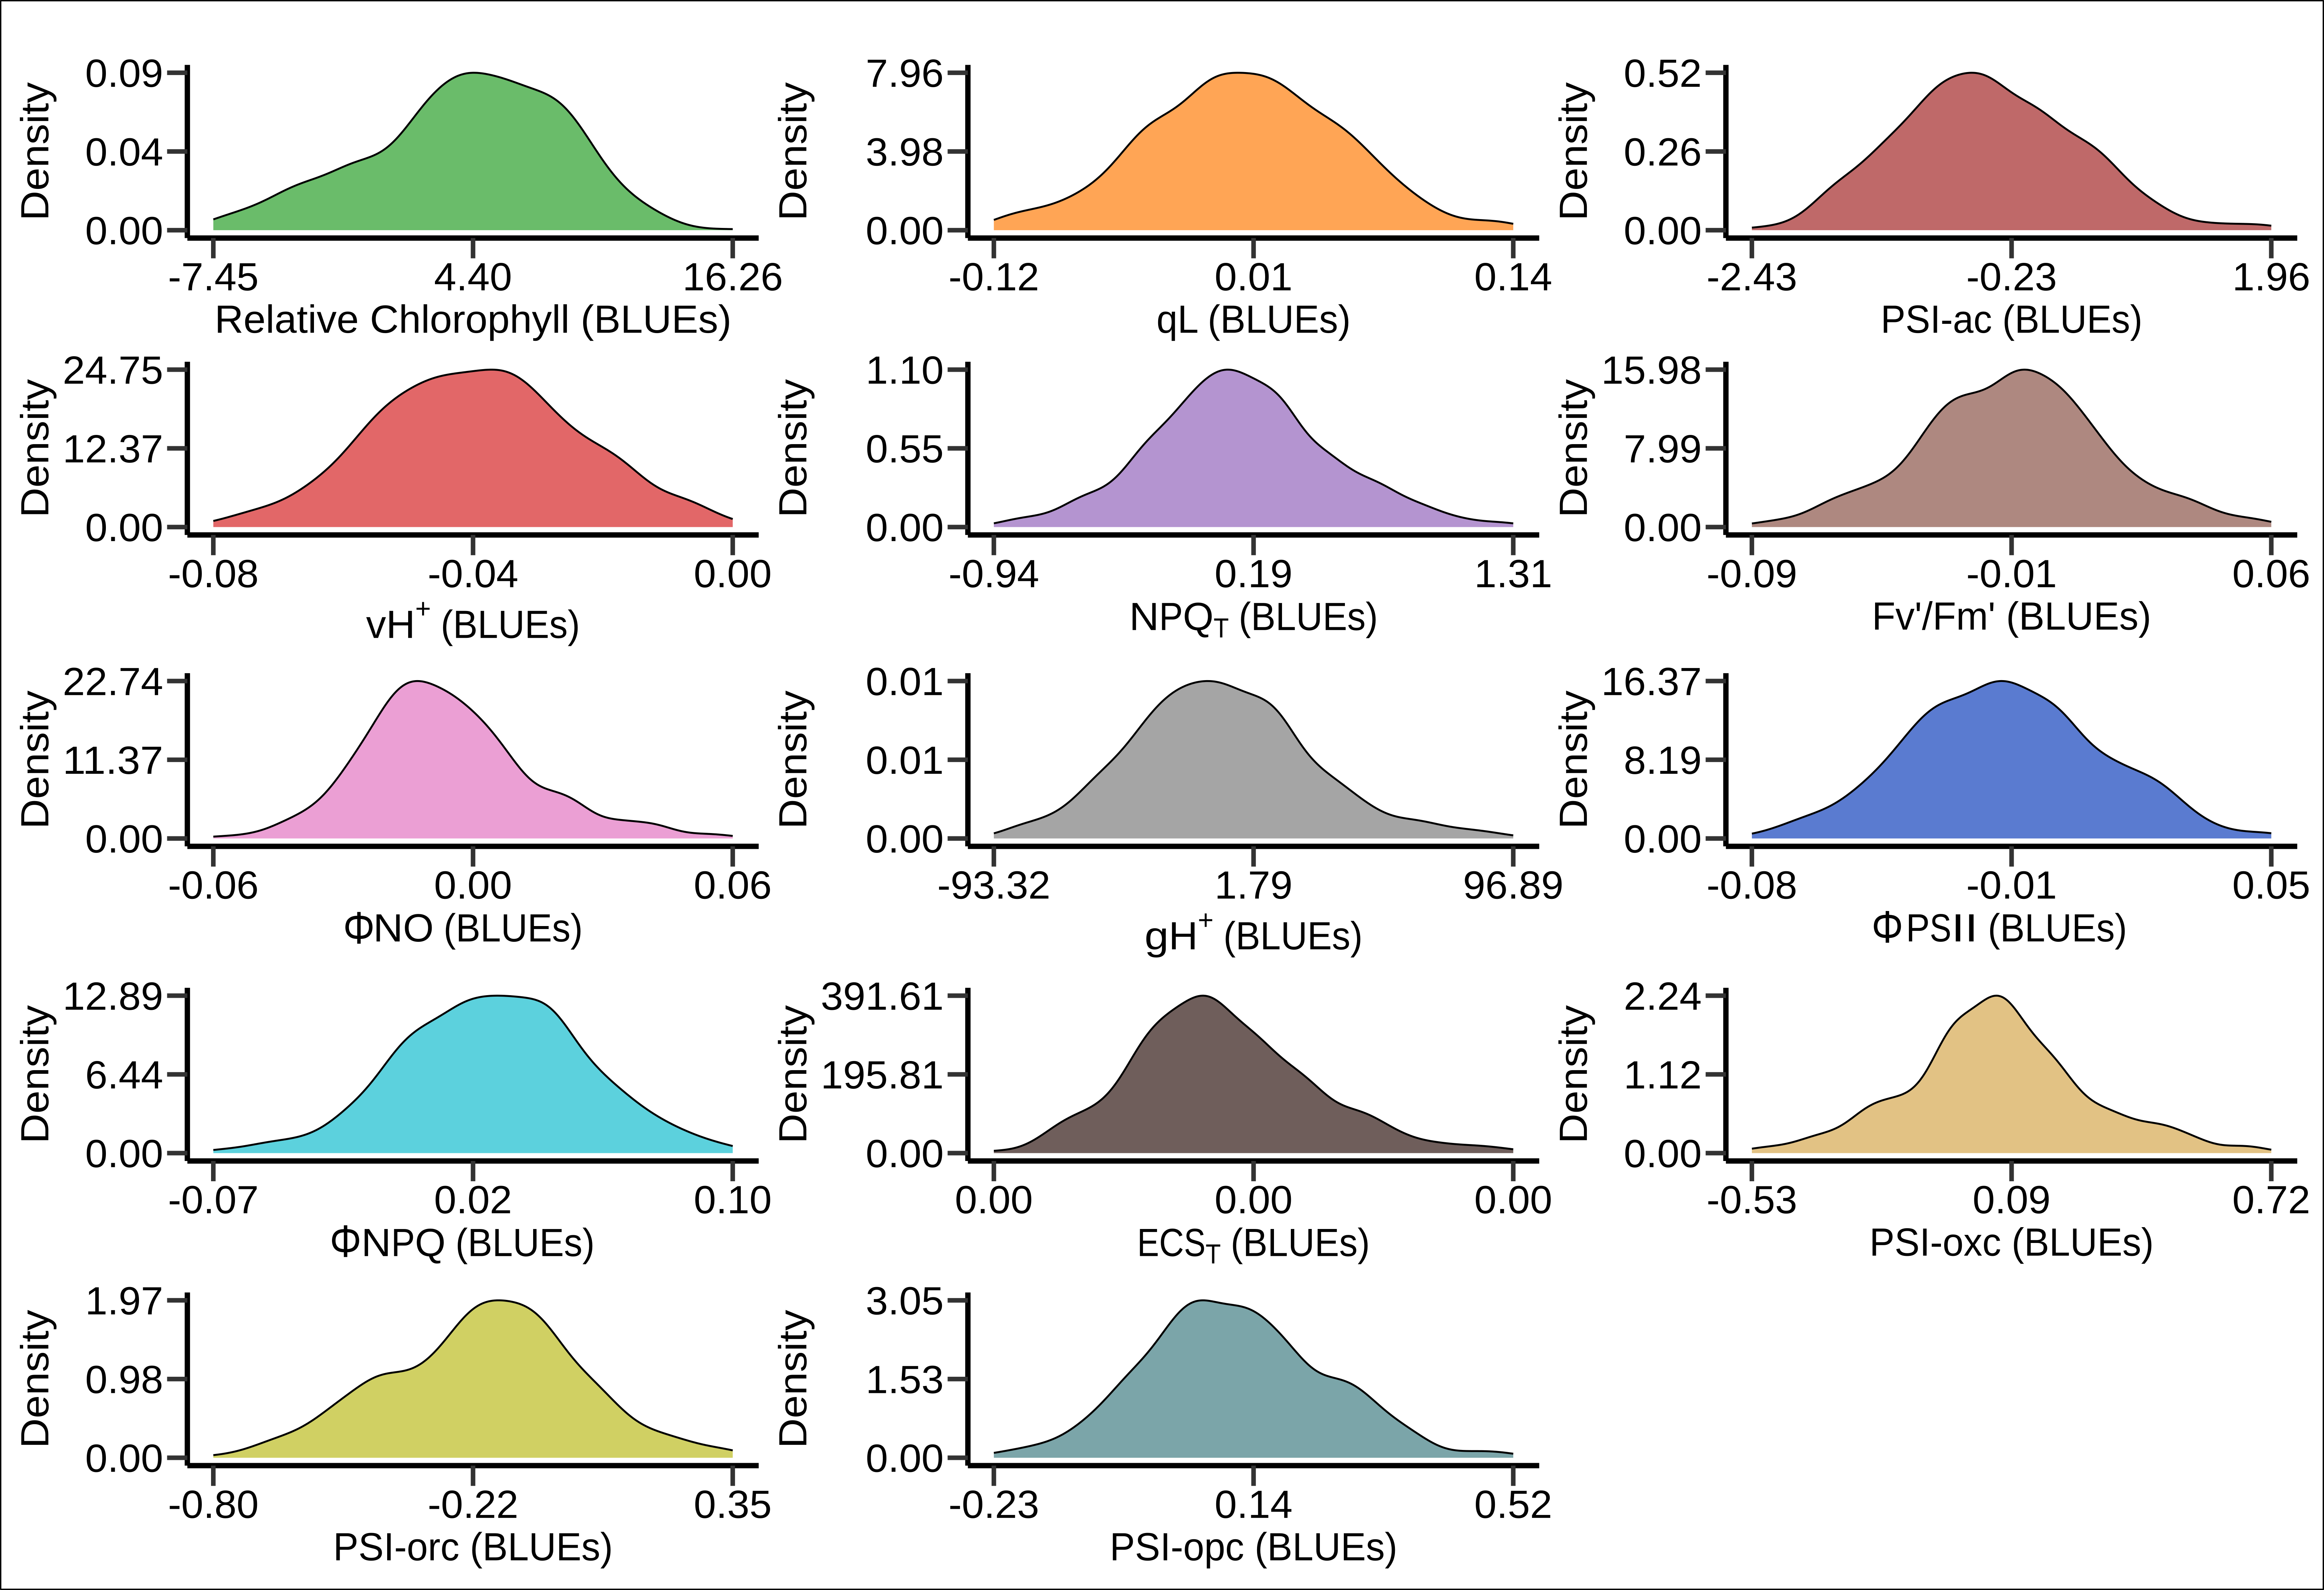 Density
0.09
0.04
0.00
-7.45 4.40 16.26
Relative Chlorophyll (BLUEs)
Density
7.96
3.98
0.00
-0.12 0.01 0.14
qL (BLUEs)
Density
0.52
0.26
0.00
-2.43 -0.23 1.96
PSI-ac (BLUEs)
Density
24.75
12.37
0.00
-0.08 -0.04 0.00
vH⁺ (BLUEs)
Density
1.10
0.55
0.00
-0.94 0.19 1.31
NPQT (BLUEs)
Density
15.98
7.99
0.00
-0.09 -0.01 0.06
Fv'/Fm' (BLUEs)
Density
22.74
11.37
0.00
-0.06 0.00 0.06
ΦNO (BLUEs)
Density
0.01
0.01
0.00
-93.32 1.79 96.89
gH⁺ (BLUEs)
Density
16.37
8.19
0.00
-0.08 -0.01 0.05
ΦPSII (BLUEs)
Density
12.89
6.44
0.00
-0.07 0.02 0.10
ΦNPQ (BLUEs)
Density
391.61
195.81
0.00
0.00 0.00 0.00
ECST (BLUEs)
Density
2.24
1.12
0.00
-0.53 0.09 0.72
PSI-oxc (BLUEs)
Density
1.97
0.98
0.00
-0.80 -0.22 0.35
PSI-orc (BLUEs)
Density
3.05
1.53
0.00
-0.23 0.14 0.52
PSI-opc (BLUEs)